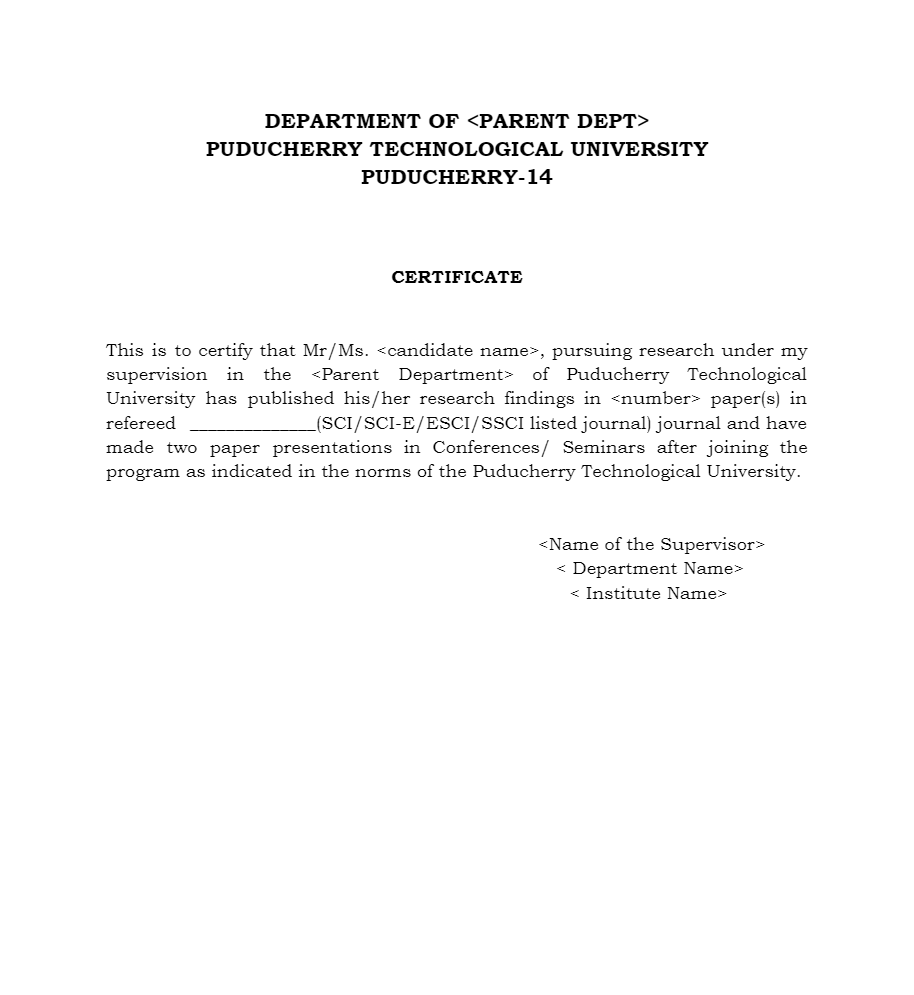 DEPARTMENT OF <PARENT DEPT>
PUDUCHERRY TECHNOLOGICAL UNIVERSITY
PUDUCHERRY-14
CERTIFICATE
This is to certify that Mr/Ms. <candidate name>, pursuing research under my
supervision in the <Parent Department> of Puducherry Technological
University has published his/her research findings in <number> paper(s) in
refereed ______________(SCI/SCI-E/ESCI/SSCI listed journal) journal and have
made two paper presentations in Conferences/ Seminars after joining the
program as indicated in the norms of the Puducherry Technological University.
<Name of the Supervisor>
< Department Name>
< Institute Name>